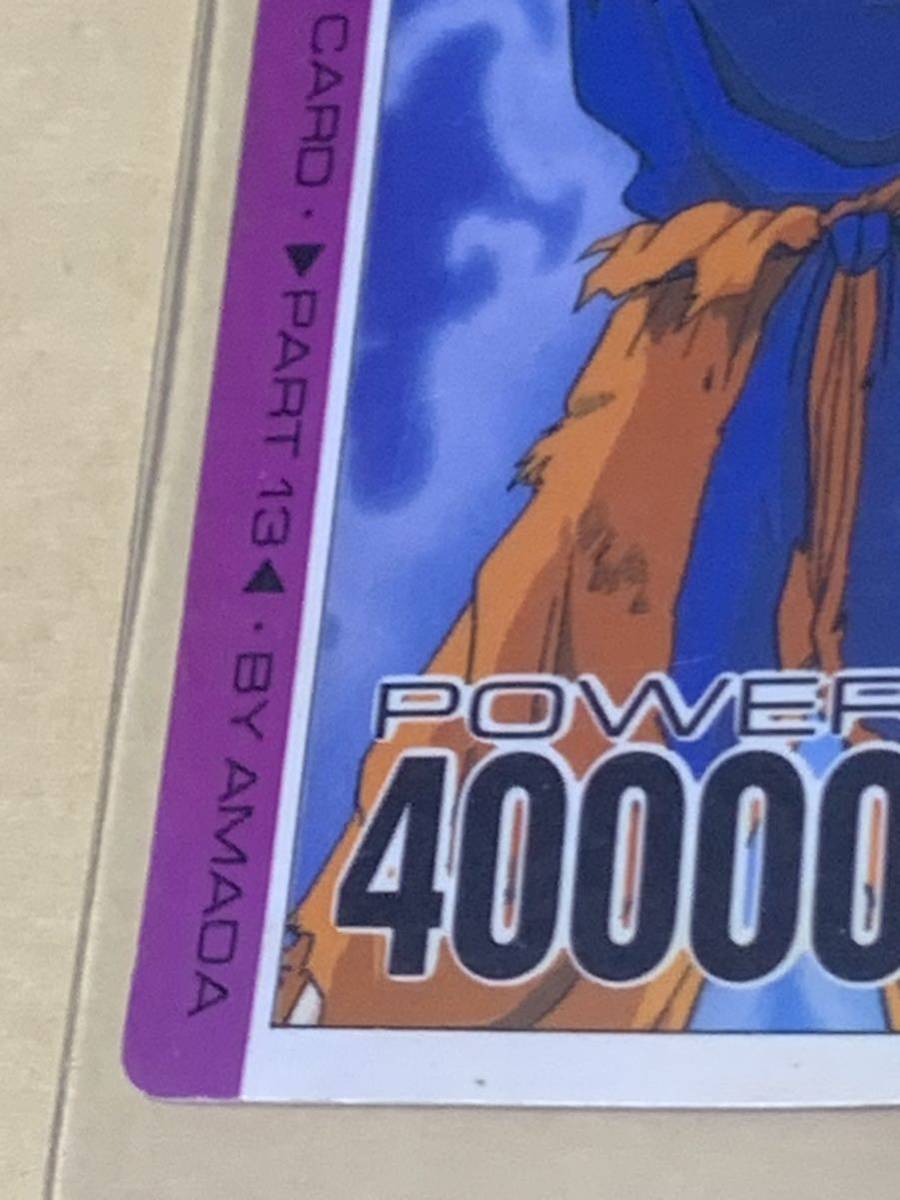 CARD · ▶PART 13◀ · BY AMADA
POWER
40000